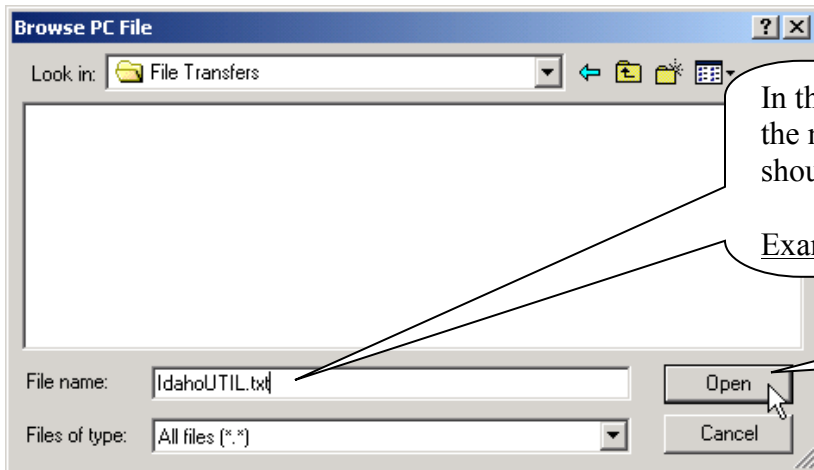 Browse PC File
Look in: File Transfers
In th
the
shou
Exa
File name: IdahoUTIL.txt Open
Files of type: All files (*.*) Cancel